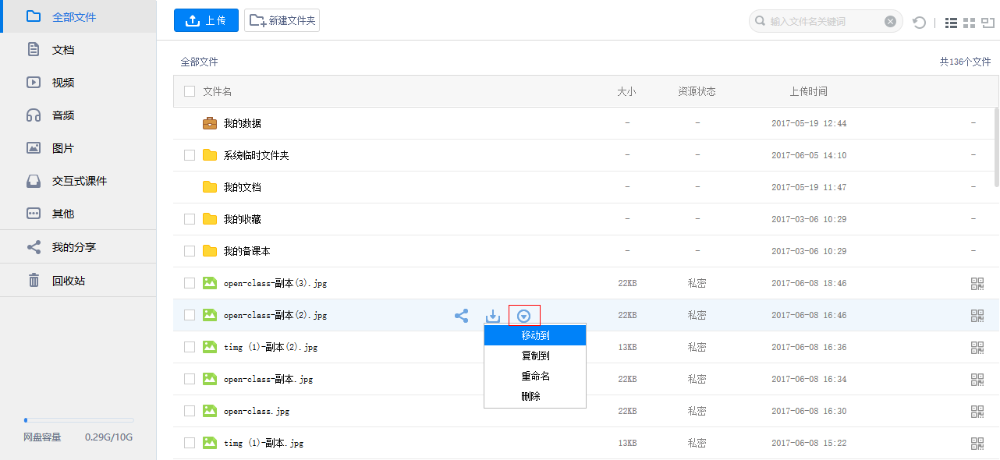 全部文件
文档
视频
音频
图片
交互式课件
其他
我的分享
回收站
网盘容量 0.29G/10G
上传 新建文件夹 输入文件名关键词
全部文件 共136个文件
文件名 大小 资源状态 上传时间
我的数据 - - 2017-05-19 12:44 -
系统临时文件夹 - - 2017-06-05 14:10 -
我的文档 - - 2017-05-19 11:47 -
我的收藏 - - 2017-03-06 10:29 -
我的备课本 - - 2017-03-06 10:29 -
open-class-副本(3).jpg 22KB 私密 2017-06-08 18:46
open-class-副本(2).jpg 22KB 私密 2017-06-08 16:46
移动到
复制到
重命名
删除
timg (1)-副本(2).jpg 13KB 私密 2017-06-08 16:36
open-class-副本.jpg 22KB 私密 2017-06-08 16:34
open-class.jpg 22KB 私密 2017-06-08 16:30
timg (1)-副本.jpg 13KB 私密 2017-06-08 15:22